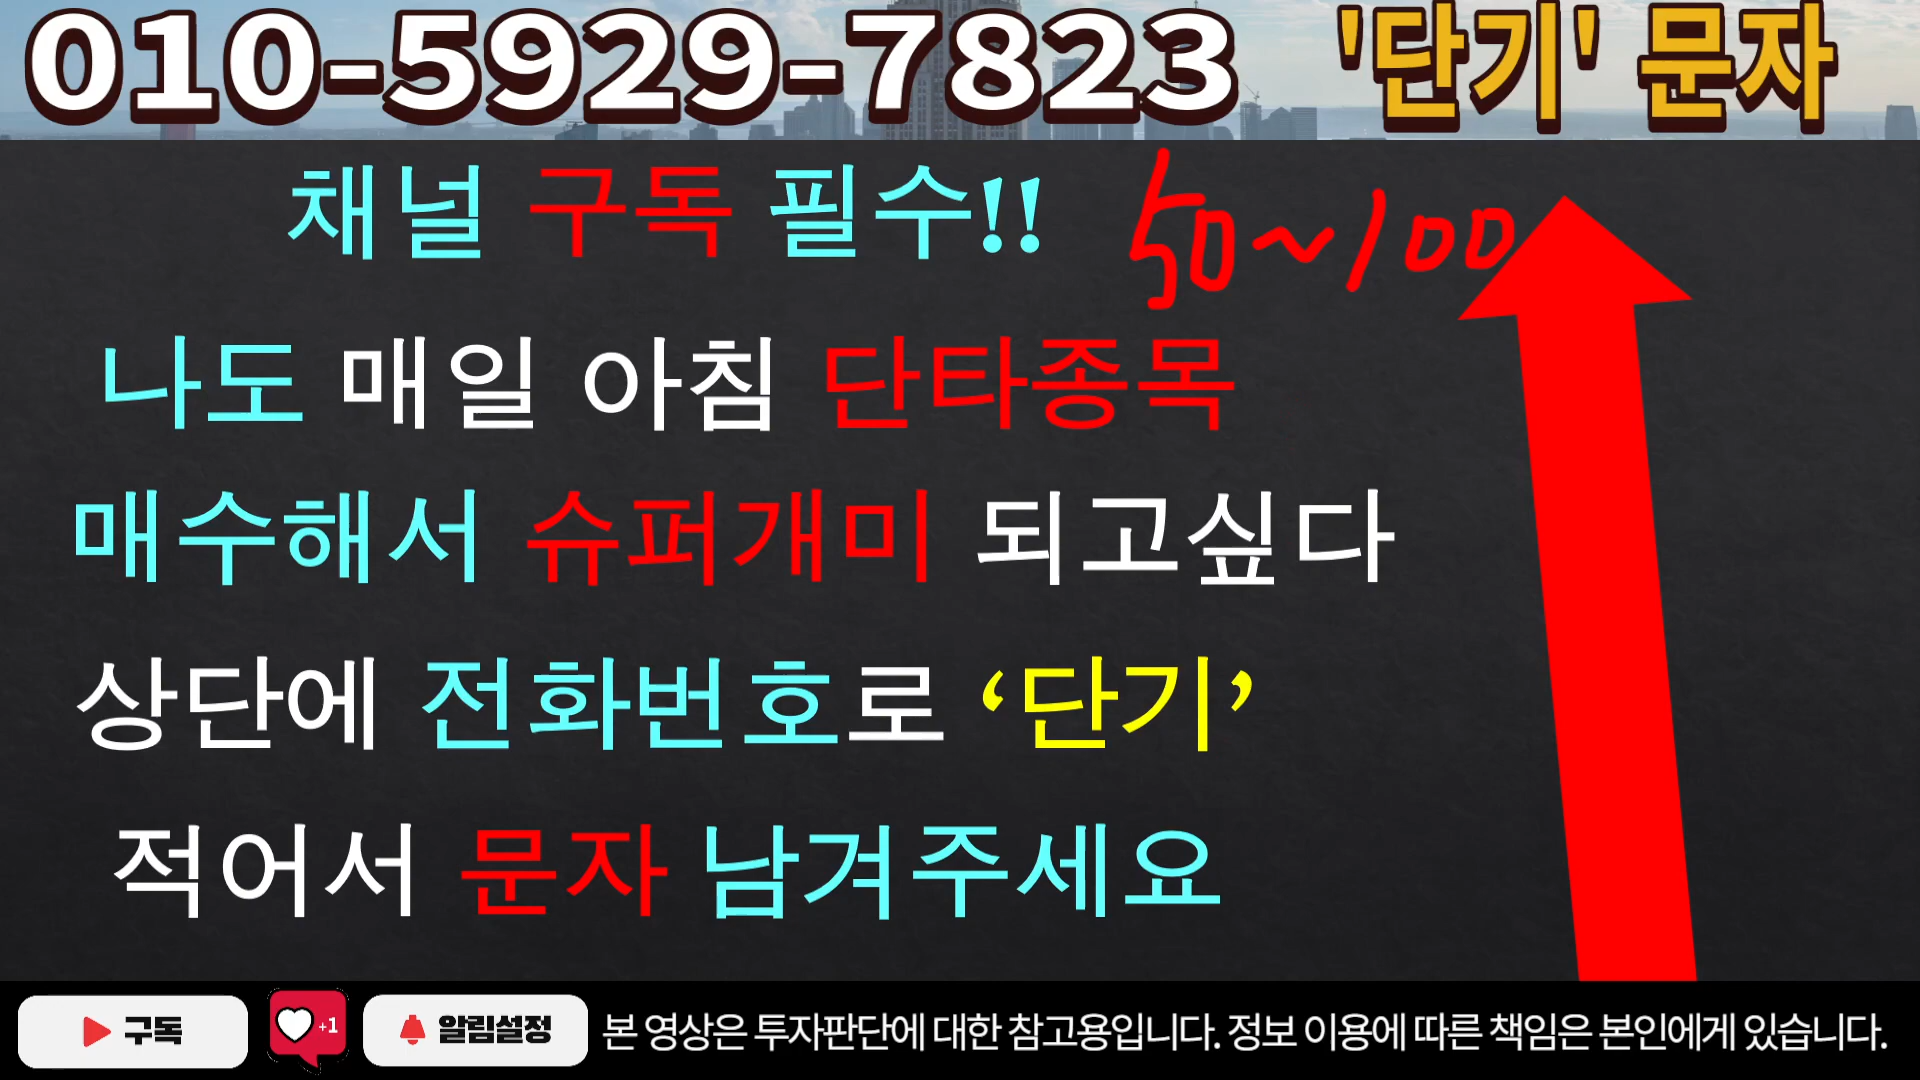 010-5929-7823 '단기' 문자
채널 구독 필수!! 50~100
나도 매일 아침 단타종목
매수해서 슈퍼개미 되고싶다
상단에 전화번호로 ‘단기’
적어서 문자 남겨주세요
구독 +1 알림설정 본 영상은 투자판단에 대한 참고용입니다. 정보 이용에 따른 책임은 본인에게 있습니다.